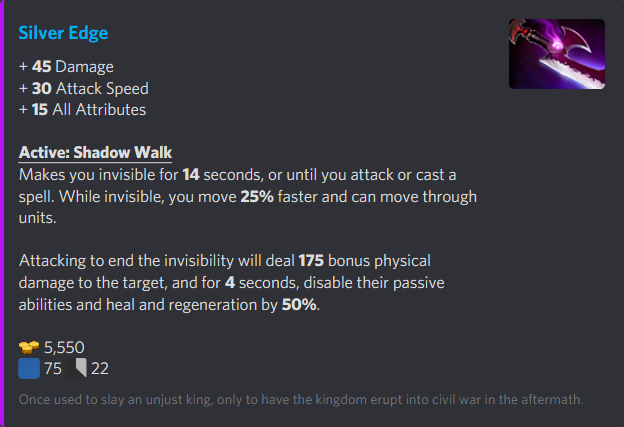 Silver Edge
+ 45 Damage
+ 30 Attack Speed
+ 15 All Attributes
Active: Shadow Walk
Makes you invisible for 14 seconds, or until you attack or cast a
spell. While invisible, you move 25% faster and can move through
units.
Attacking to end the invisibility will deal 175 bonus physical
damage to the target, and for 4 seconds, disable their passive
abilities and heal and regeneration by 50%.
5,550
75 22
Once used to slay an unjust king, only to have the kingdom erupt into civil war in the aftermath.